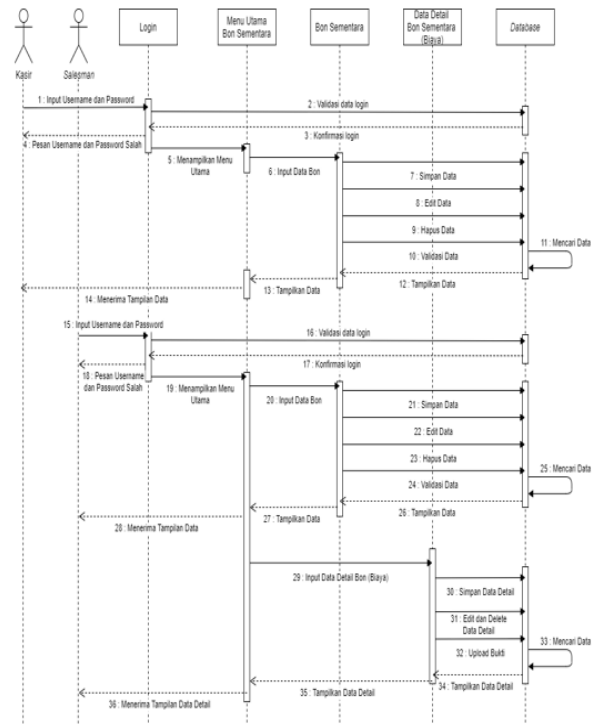 Login
Menu Utama
Bon Sementara
Bon Sementara
Data Detail
Bon Sementara
(Biaya)
Database
Kasir
Salesman
1 : Input Username dan Password
2 : Validasi data login
3 : Konfirmasi login
4 : Pesan Username dan Password Salah
5 : Menampilkan Menu
Utama
6 : Input Data Bon
7 : Simpan Data
8 : Edit Data
9 : Hapus Data
10 : Validasi Data
11 : Mencari Data
12 : Tampilkan Data
13 : Tampilkan Data
14 : Menerima Tampilan Data
15 : Input Username dan Password
16 : Validasi data login
17 : Konfirmasi login
18 : Pesan Username
dan Password Salah
19 : Menampilkan Menu
Utama
20 : Input Data Bon
21 : Simpan Data
22 : Edit Data
23 : Hapus Data
24 : Validasi Data
25 : Mencari Data
26 : Tampilkan Data
27 : Tampilkan Data
28 : Menerima Tampilan Data
29 : Input Data Detail Bon (Biaya)
30 : Simpan Data Detail
31 : Edit dan Delete
Data Detail
32 : Upload Bukti
33 : Mencari Data
34 : Tampilkan Data Detail
35 : Tampilkan Data Detail
36 : Menerima Tampilan Data Detail